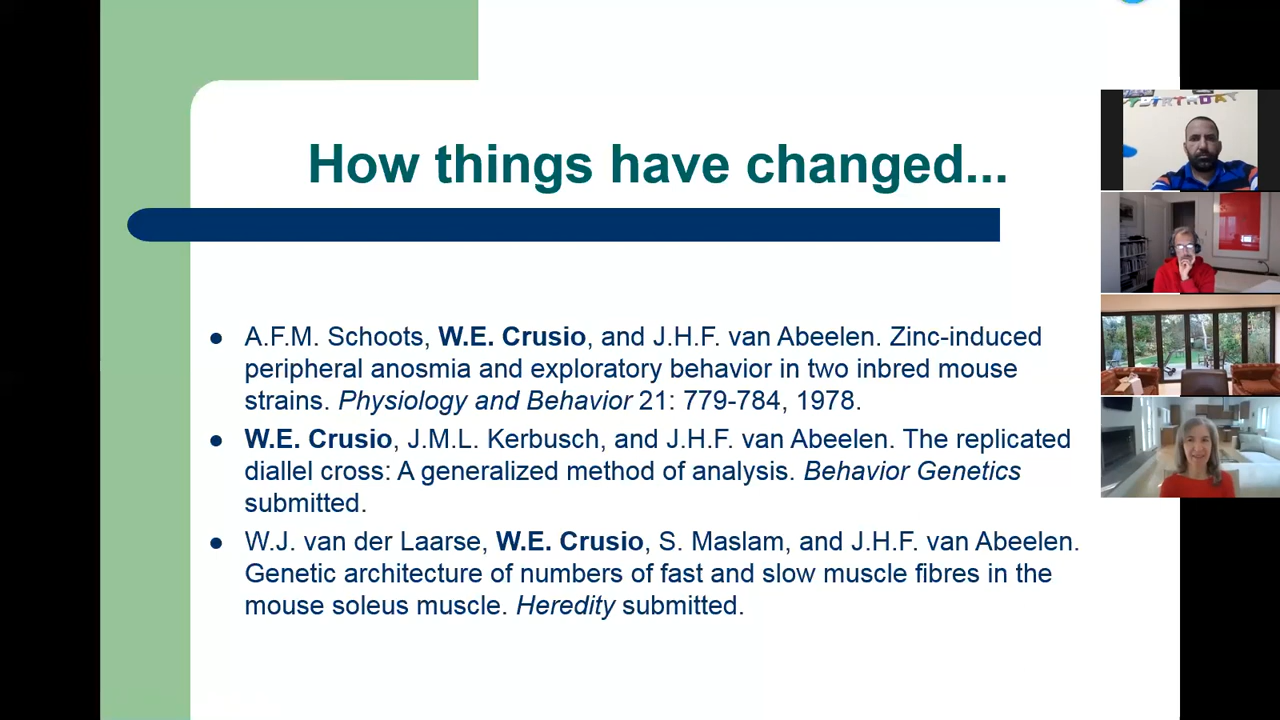 How things have changed...
● A.F.M. Schoots, W.E. Crusio, and J.H.F. van Abeelen. Zinc-induced
peripheral anosmia and exploratory behavior in two inbred mouse
strains. Physiology and Behavior 21: 779-784, 1978.
● W.E. Crusio, J.M.L. Kerbusch, and J.H.F. van Abeelen. The replicated
diallel cross: A generalized method of analysis. Behavior Genetics
submitted.
● W.J. van der Laarse, W.E. Crusio, S. Maslam, and J.H.F. van Abeelen.
Genetic architecture of numbers of fast and slow muscle fibres in the
mouse soleus muscle. Heredity submitted.